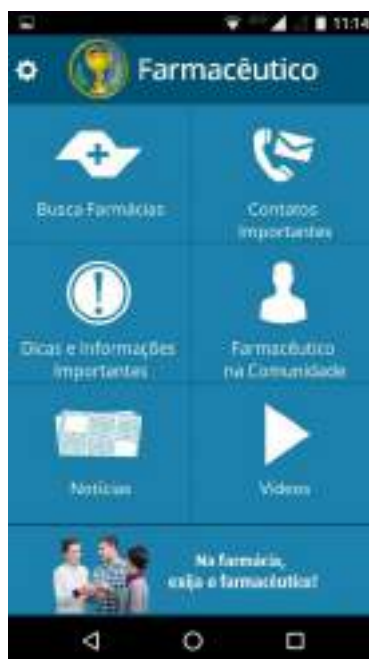 11:14
Farmacêutico
Busca Farmácias
Contatos
Importantes
Dicas e Informações
Importantes
Farmacêutico
na Comunidade
Notícias
Vídeos
Na farmácia,
exija o farmacêutico!